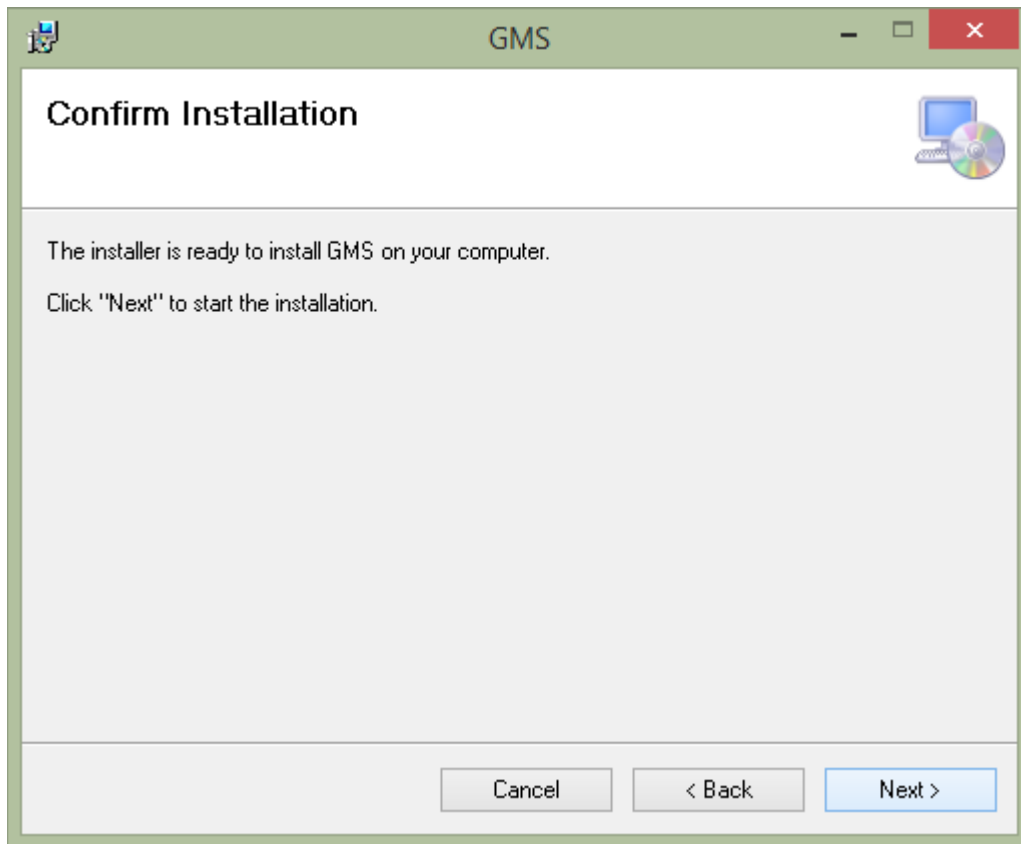 GMS
Confirm Installation
The installer is ready to install GMS on your computer.
Click "Next" to start the installation.
Cancel
< Back
Next >